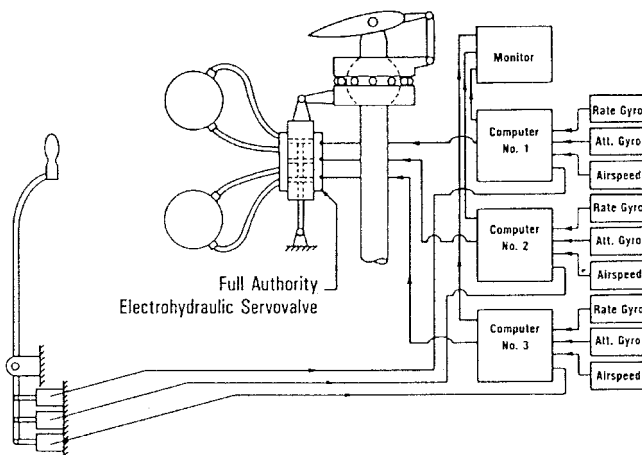 Monitor
Computer
No. 1
Rate Gyro
Att. Gyro
Airspeed
Computer
No. 2
Rate Gyro
Att. Gyro
Airspeed
Computer
No. 3
Rate Gyro
Att. Gyro
Airspeed
Full Authority
Electrohydraulic Servovalve